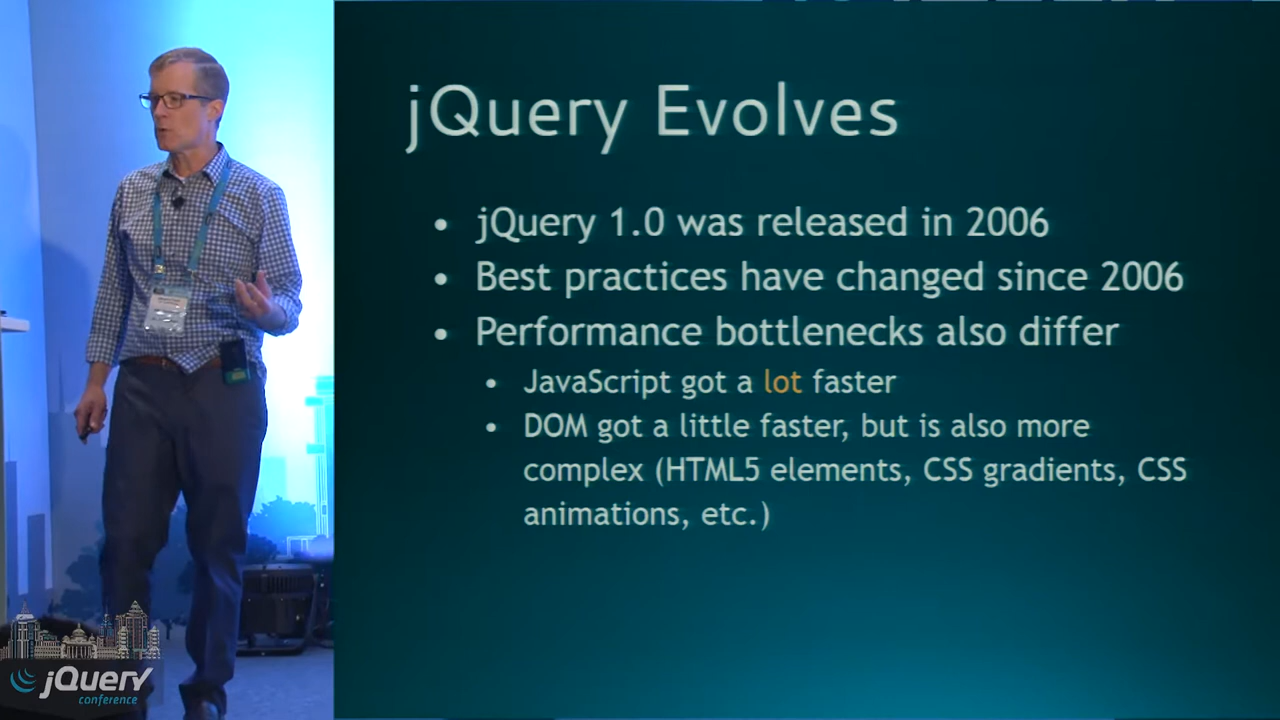 jQuery Evolves
• jQuery 1.0 was released in 2006
• Best practices have changed since 2006
• Performance bottlenecks also differ
• JavaScript got a lot faster
• DOM got a little faster, but is also more
complex (HTML5 elements, CSS gradients, CSS
animations, etc.)
jQuery
conference